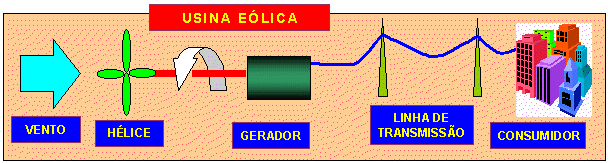 USINA EÓLICA
VENTO
HÉLICE
GERADOR
LINHA DE
TRANSMISSÃO
CONSUMIDOR